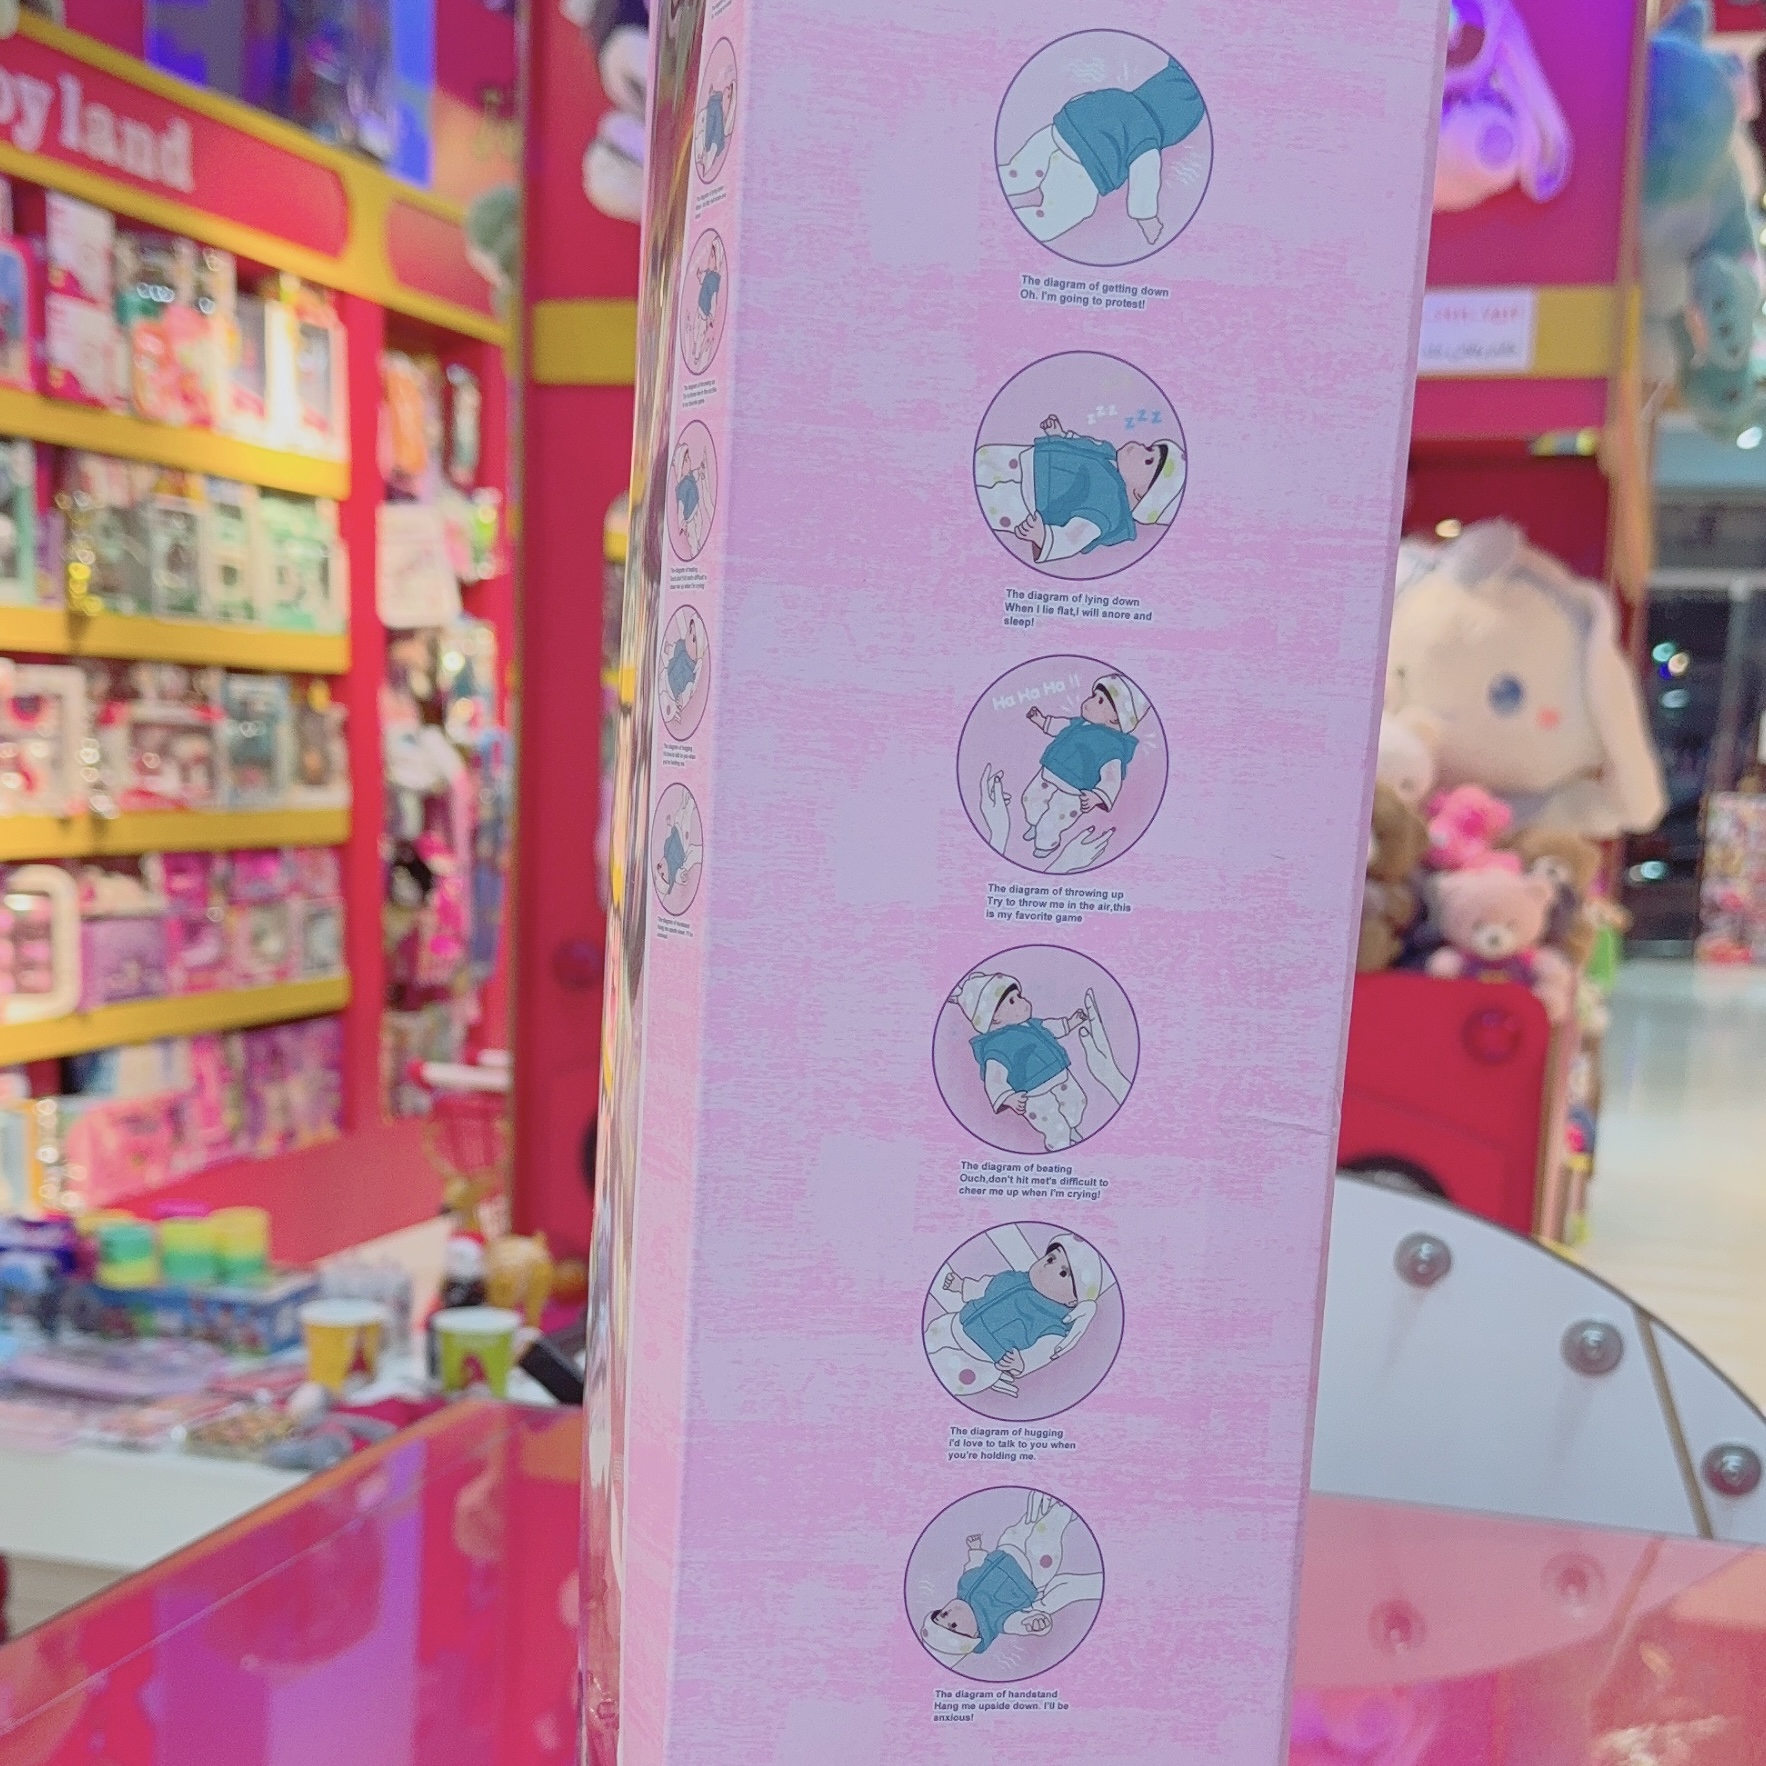 oy land
The diagram of getting down
Oh. I'm going to protest!
zzz zzz
The diagram of lying down
When I lie flat,I will snore and
sleep!
Ha Ha Ha !!
The diagram of throwing up
Try to throw me in the air,this
is my favorite game
The diagram of beating
Ouch,don't hit met's difficult to
cheer me up when I'm crying!
The diagram of hugging
i'd love to talk to you when
you're holding me.
The diagram of handstand
Hang me upside down. I'll be
anxious!